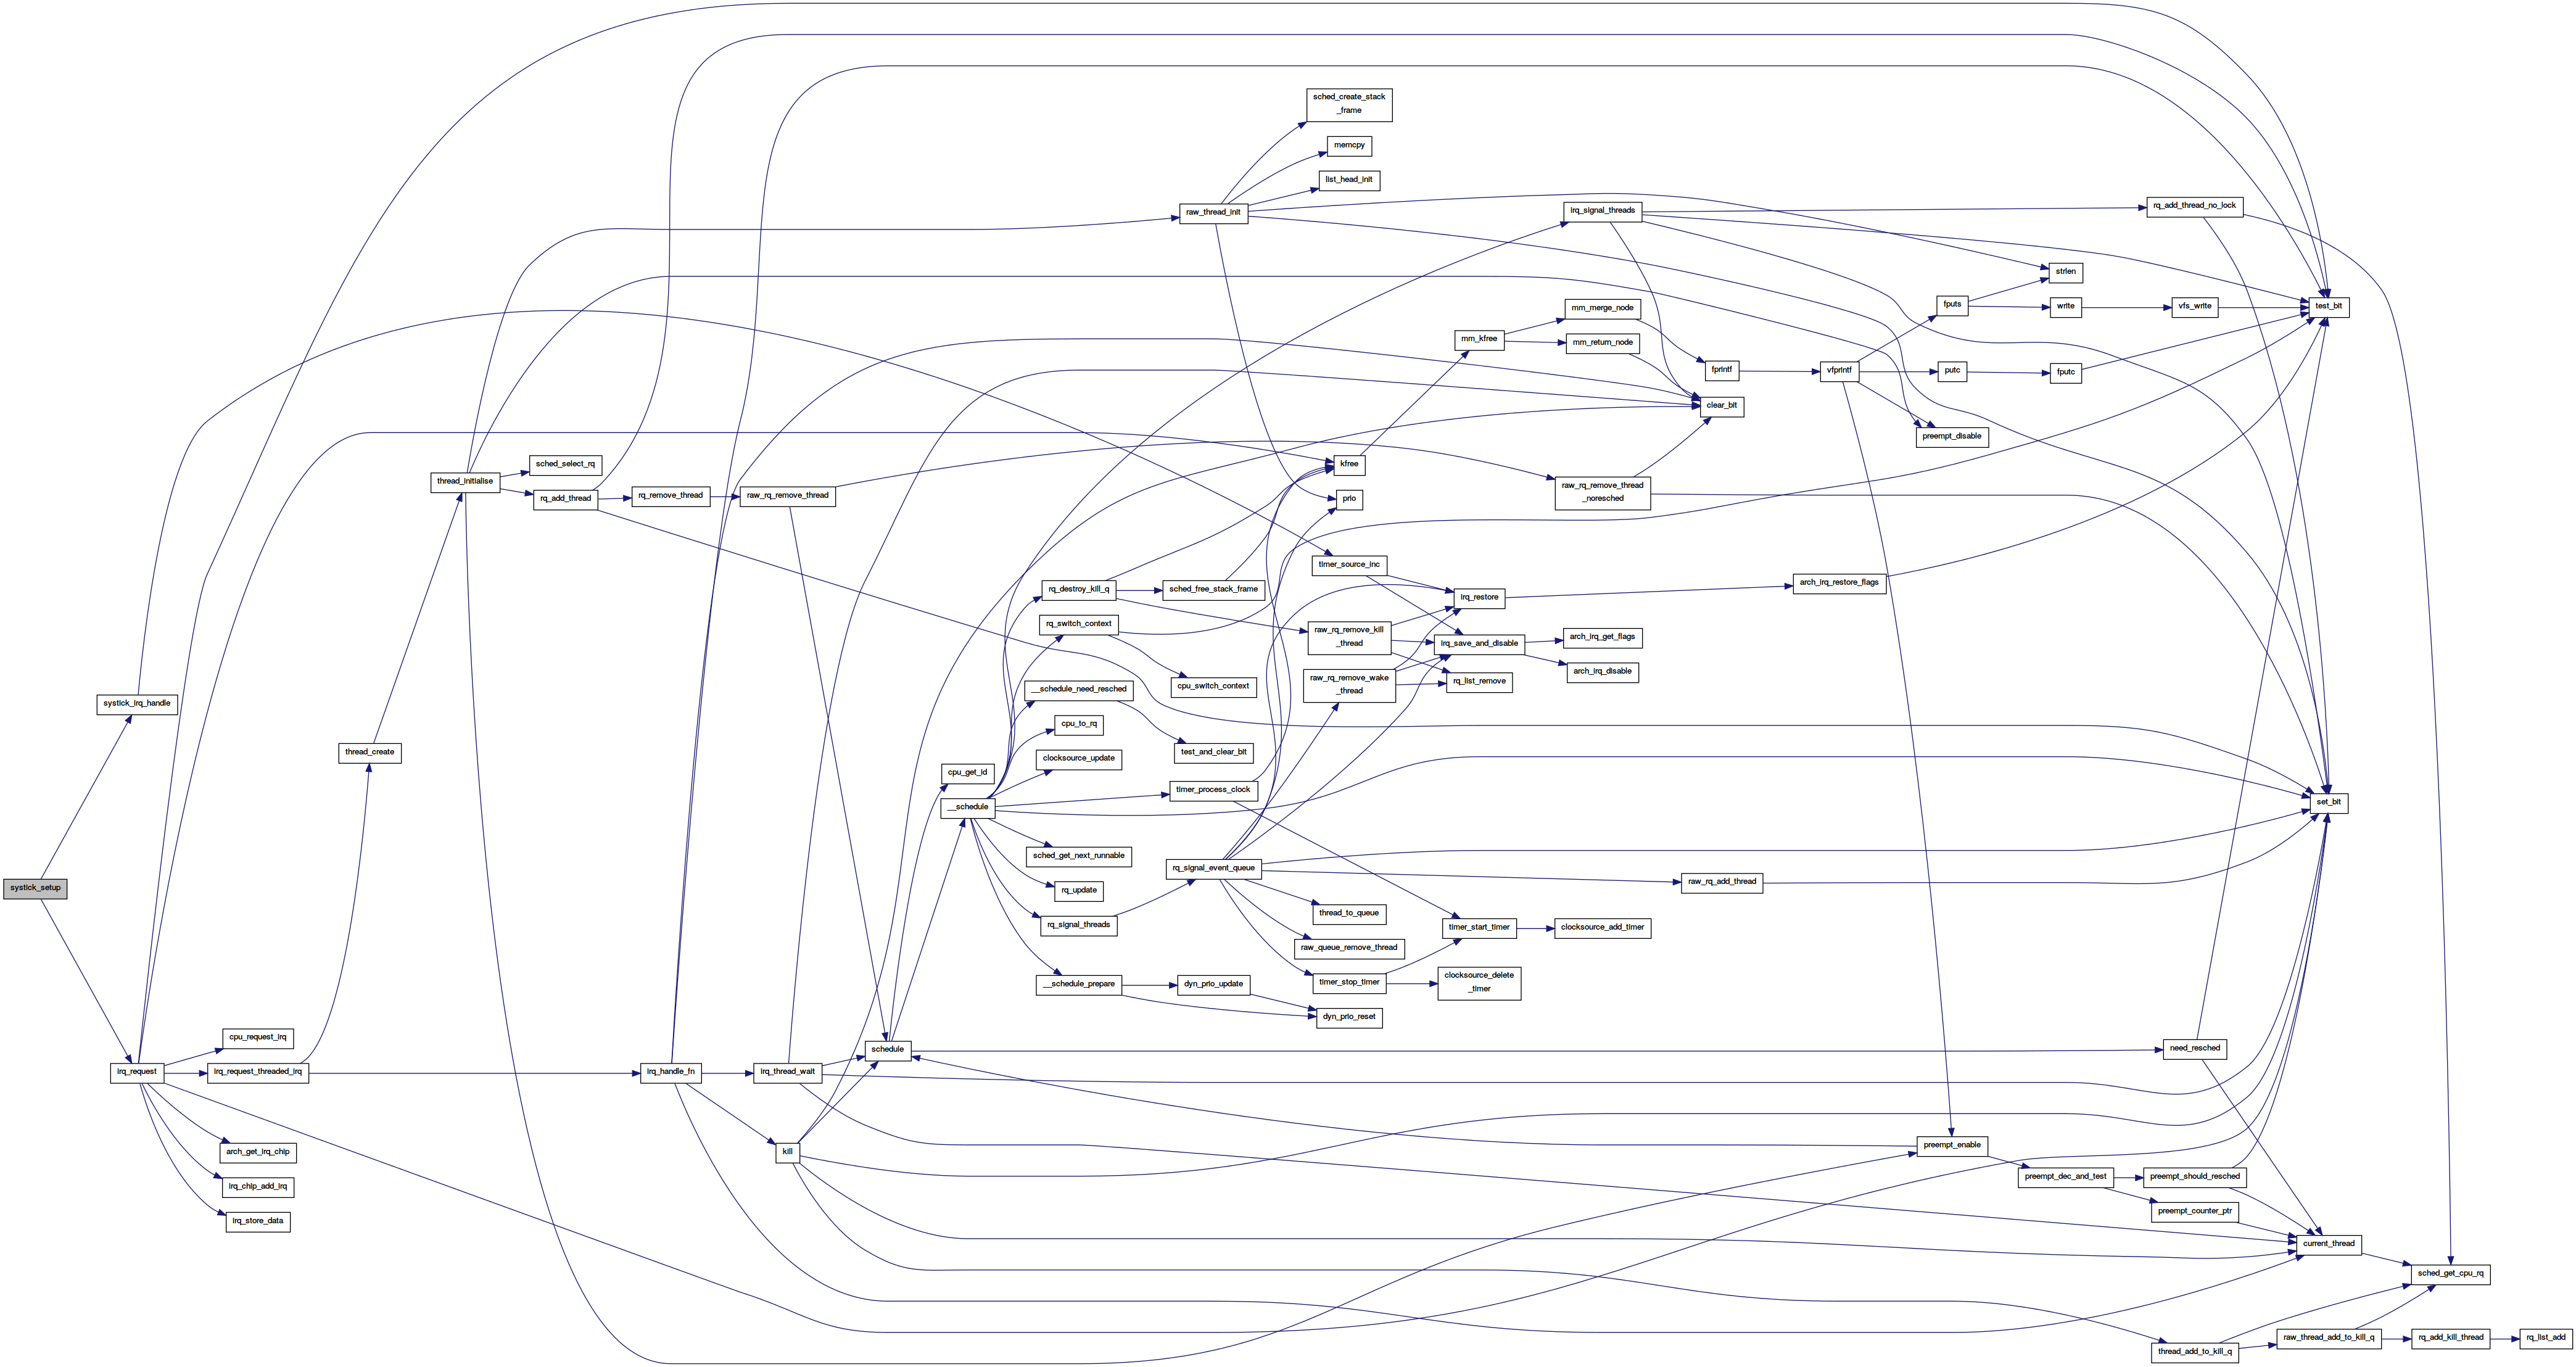 sched_create_stack
_frame
memcpy
list_head_init
raw_thread_init
irq_signal_threads
rq_add_thread_no_lock
strlen
fputs
write
vfs_write
test_bit
mm_merge_node
mm_kfree
mm_return_node
fprintf
vfprintf
putc
fputc
clear_bit
preempt_disable
kfree
sched_select_rq
thread_initialise
rq_add_thread
rq_remove_thread
raw_rq_remove_thread
prio
raw_rq_remove_thread
_noresched
timer_source_inc
rq_destroy_kill_q
sched_free_stack_frame
irq_restore
arch_irq_restore_flags
rq_switch_context
raw_rq_remove_kill
_thread
irq_save_and_disable
arch_irq_get_flags
arch_irq_disable
raw_rq_remove_wake
_thread
rq_list_remove
__schedule_need_resched
cpu_switch_context
systick_irq_handle
cpu_to_rq
thread_create
test_and_clear_bit
clocksource_update
cpu_get_id
timer_process_clock
__schedule
set_bit
sched_get_next_runnable
rq_signal_event_queue
systick_setup
rq_update
raw_rq_add_thread
rq_signal_threads
thread_to_queue
timer_start_timer
clocksource_add_timer
raw_queue_remove_thread
__schedule_prepare
dyn_prio_update
timer_stop_timer
clocksource_delete
_timer
dyn_prio_reset
cpu_request_irq
schedule
need_resched
irq_request
irq_request_threaded_irq
irq_handle_fn
irq_thread_wait
arch_get_irq_chip
kill
preempt_enable
irq_chip_add_irq
preempt_dec_and_test
preempt_should_resched
irq_store_data
preempt_counter_ptr
current_thread
sched_get_cpu_rq
thread_add_to_kill_q
raw_thread_add_to_kill_q
rq_add_kill_thread
rq_list_add